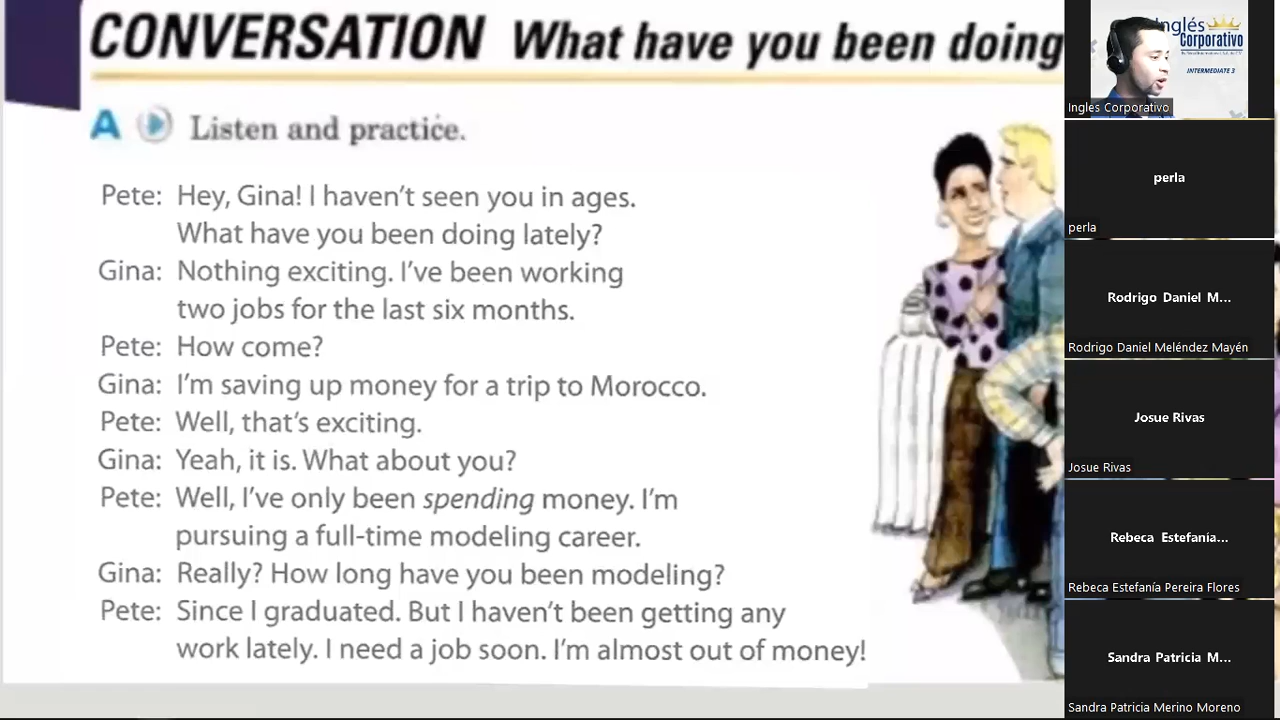 CONVERSATION What have you been doing
A Listen and practice.
Pete: Hey, Gina! I haven't seen you in ages.
What have you been doing lately?
Gina: Nothing exciting. I've been working
two jobs for the last six months.
Pete: How come?
Gina: I'm saving up money for a trip to Morocco.
Pete: Well, that's exciting.
Gina: Yeah, it is. What about you?
Pete: Well, I've only been spending money. I'm
pursuing a full-time modeling career.
Gina: Really? How long have you been modeling?
Pete: Since I graduated. But I haven't been getting any
work lately. I need a job soon. I'm almost out of money!
Inglés
Corporativo
INTERMEDIATE 3
Ingles Corporativo
perla
perla
Rodrigo Daniel M...
Rodrigo Daniel Meléndez Mayén
Josue Rivas
Josue Rivas
Rebeca Estefanía...
Rebeca Estefanía Pereira Flores
Sandra Patricia M...
Sandra Patricia Merino Moreno